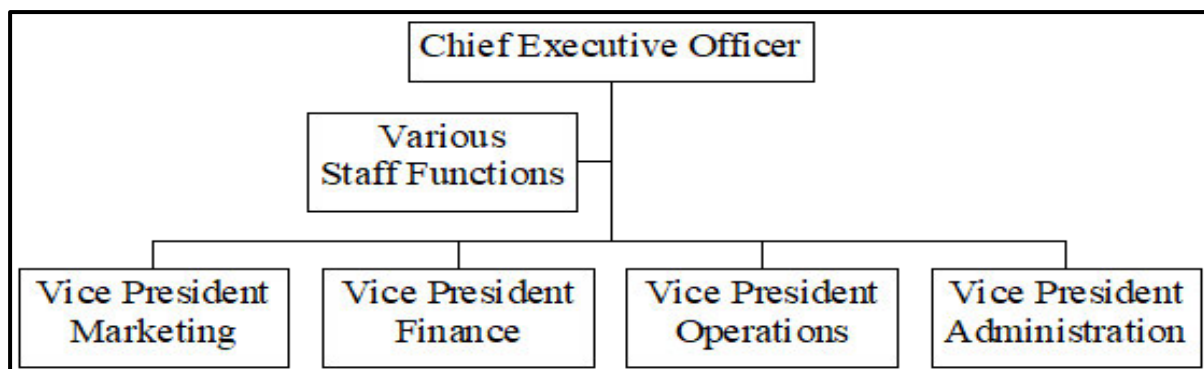 Chief Executive Officer
Various
Staff Functions
Vice President
Marketing
Vice President
Finance
Vice President
Operations
Vice President
Administration